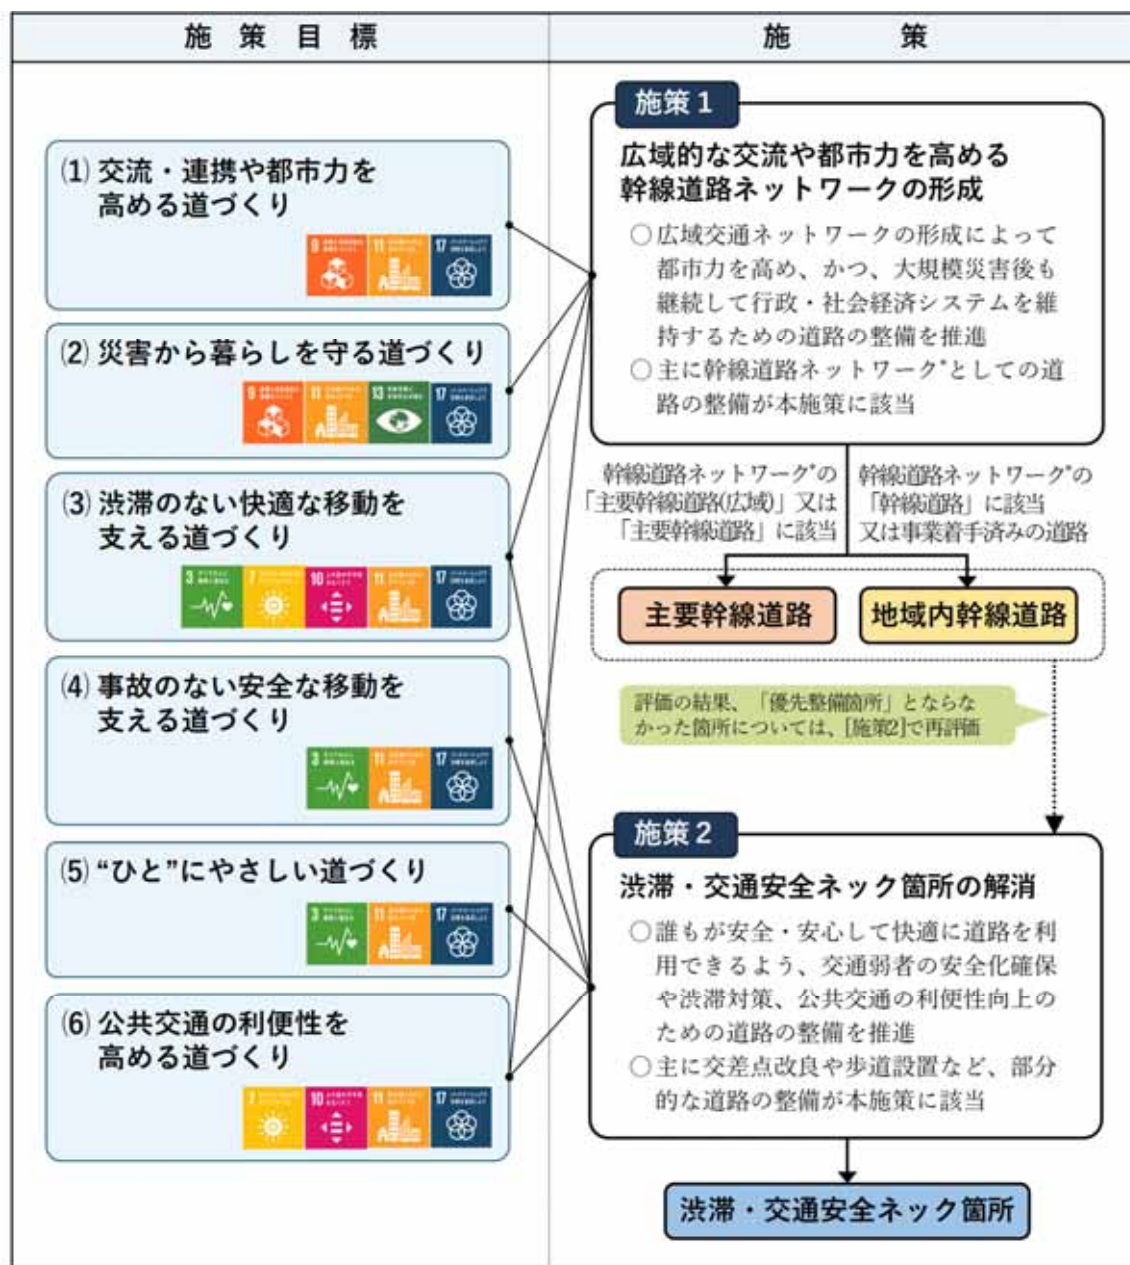 施策目標
施策
(1) 交流・連携や都市力を
高める道づくり
9
11
17
(2) 災害から暮らしを守る道づくり
9
11
13
17
(3) 渋滞のない快適な移動を
支える道づくり
3
7
10
11
17
(4) 事故のない安全な移動を
支える道づくり
3
11
17
(5) “ひと”にやさしい道づくり
3
11
17
(6) 公共交通の利便性を
高める道づくり
7
10
11
17
施策1
広域的な交流や都市力を高める
幹線道路ネットワークの形成
○広域交通ネットワークの形成によって
都市力を高め、かつ、大規模災害後も
継続して行政・社会経済システムを維
持するための道路の整備を推進
○主に幹線道路ネットワーク*としての道
路の整備が本施策に該当
幹線道路ネットワーク*の
「主要幹線道路(広域)」又は
「主要幹線道路」に該当
幹線道路ネットワーク*の
「幹線道路」に該当
又は事業着手済みの道路
主要幹線道路
地域内幹線道路
評価の結果、「優先整備箇所」とならな
かった箇所については、[施策2]で再評価
施策2
渋滞・交通安全ネック箇所の解消
○誰もが安全・安心して快適に道路を利
用できるよう、交通弱者の安全化確保
や渋滞対策、公共交通の利便性向上の
ための道路の整備を推進
○主に交差点改良や歩道設置など、部分
的な道路の整備が本施策に該当
渋滞・交通安全ネック箇所